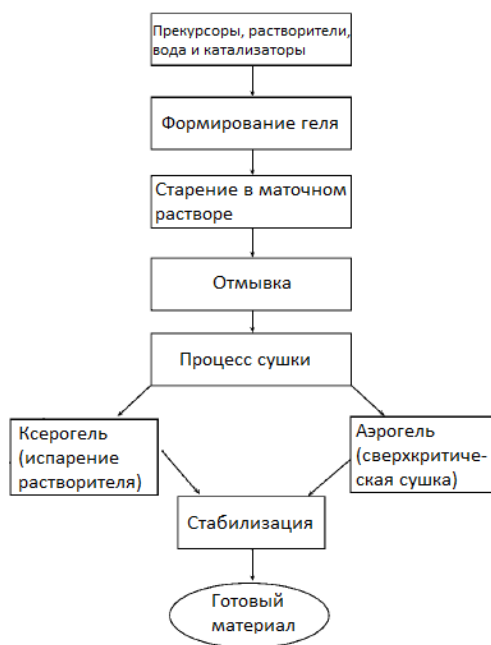 Прекурсоры, растворители,
вода и катализаторы
Формирование геля
Старение в маточном
растворе
Отмывка
Процесс сушки
Ксерогель
(испарение
растворителя)
Аэрогель
(сверхкритиче-
ская сушка)
Стабилизация
Готовый
материал